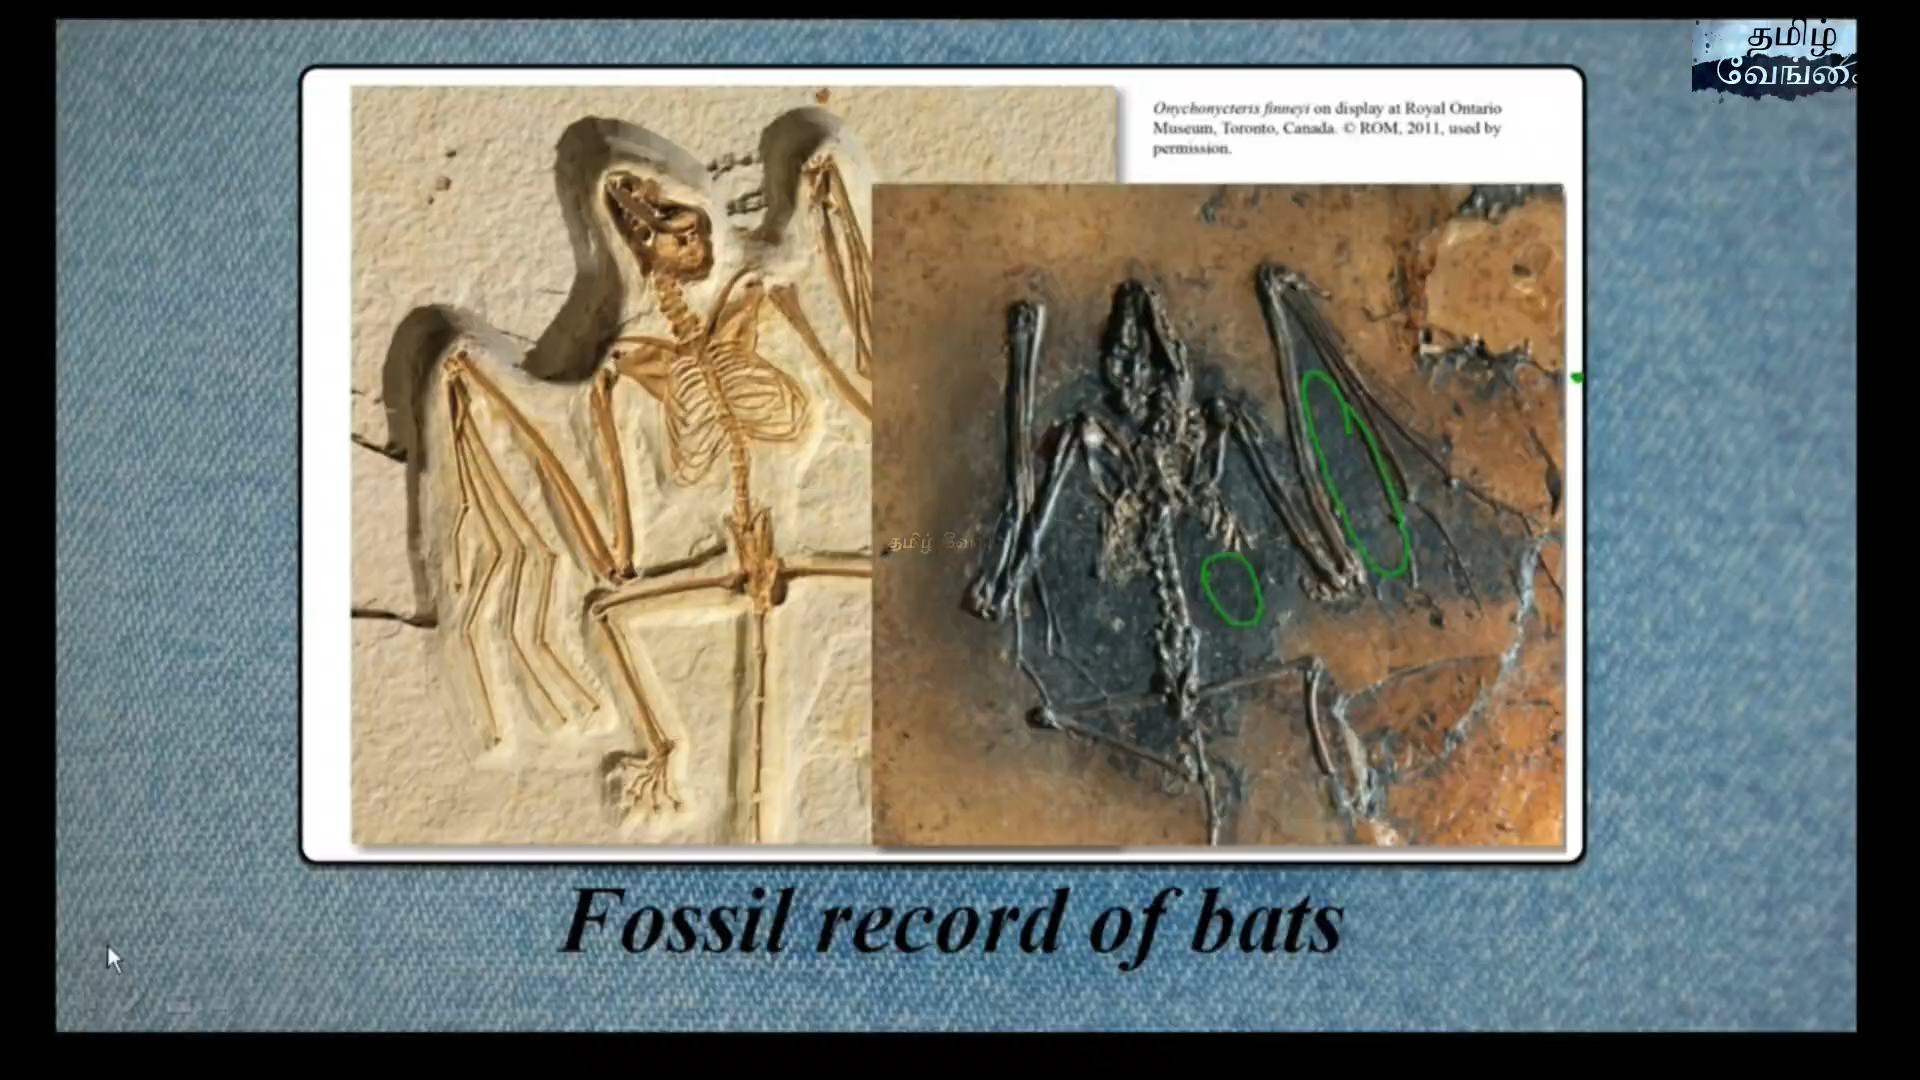 தமிழ்
வேங்கை
Onychonycteris finneyi on display at Royal Ontario
Museum, Toronto, Canada. © ROM, 2011, used by
permission.
தமிழ்
Fossil record of bats